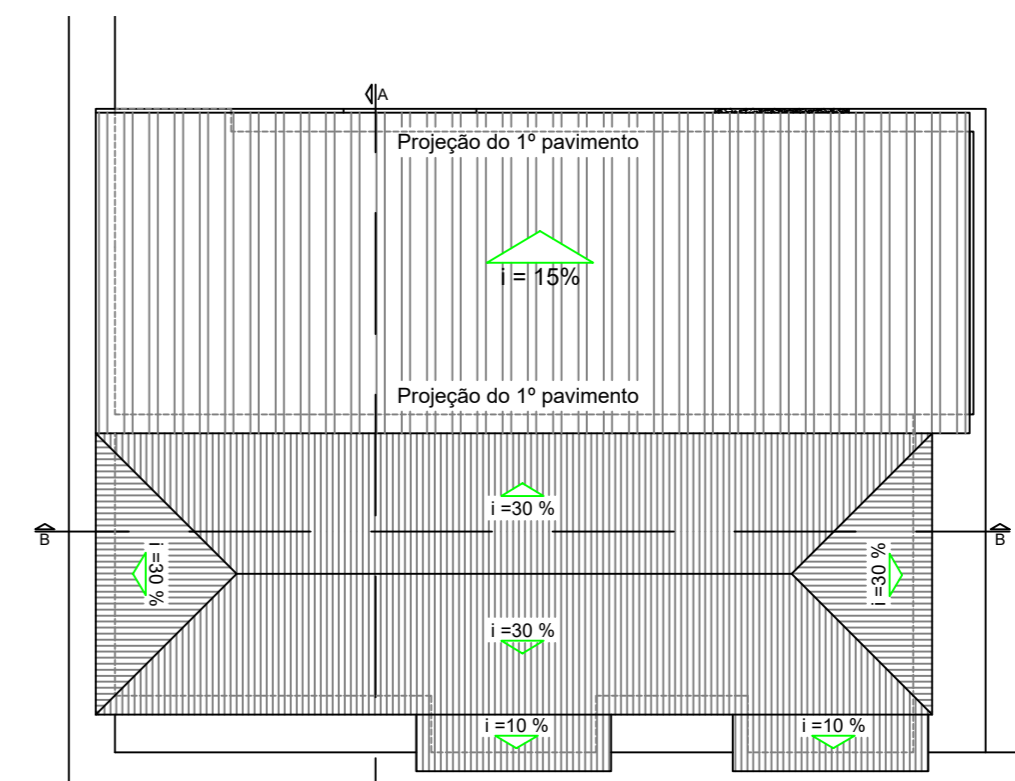 A
Projeção do 1º pavimento
i = 15%
Projeção do 1º pavimento
i =30 %
B
B
i =30 %
i =30 %
i =30 %
i =10 %
i =10 %